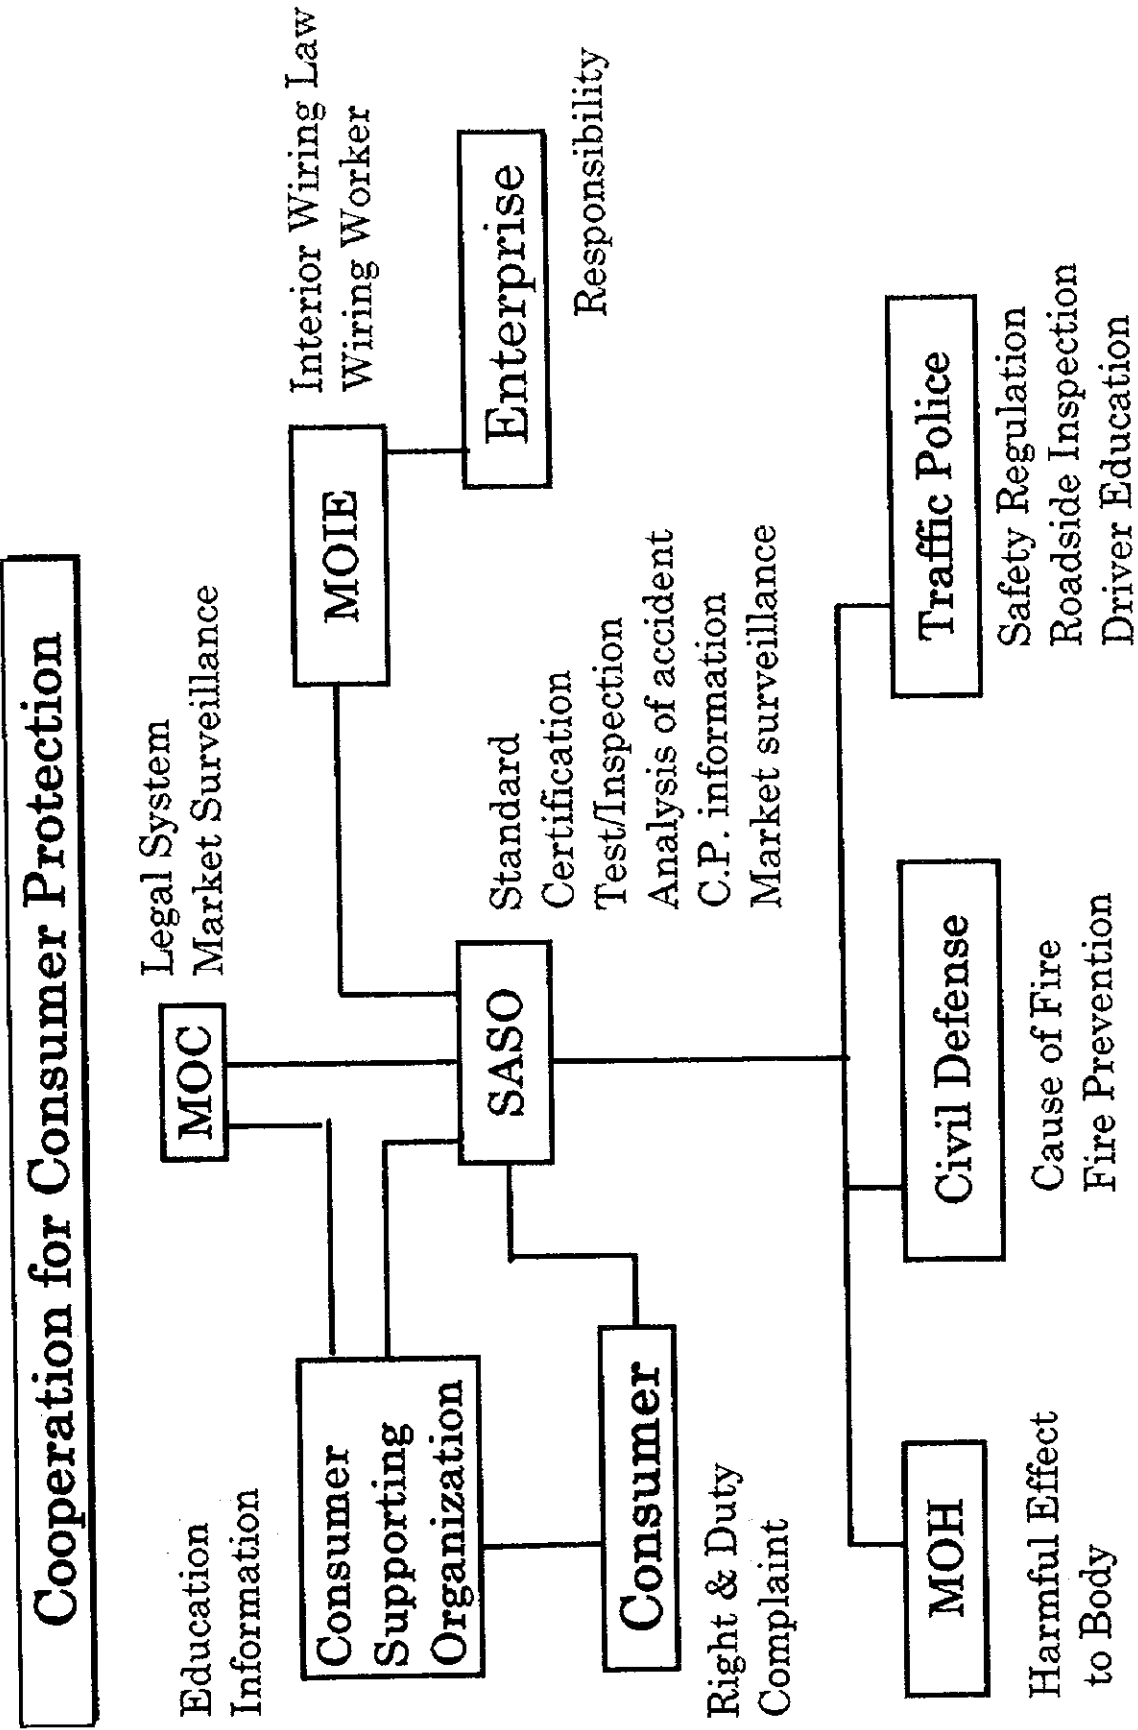 Cooperation for Consumer Protection
Education
Information
MOC
Legal System
Market Surveillance
Consumer
Supporting
Organization
MOIE
Interior Wiring Law
Wiring Worker
SASO
Standard
Certification
Test/Inspection
Analysis of accident
C.P. information
Market surveillance
Enterprise
Responsibility
Consumer
Right & Duty
Complaint
MOH
Harmful Effect
to Body
Civil Defense
Cause of Fire
Fire Prevention
Traffic Police
Safety Regulation
Roadside Inspection
Driver Education